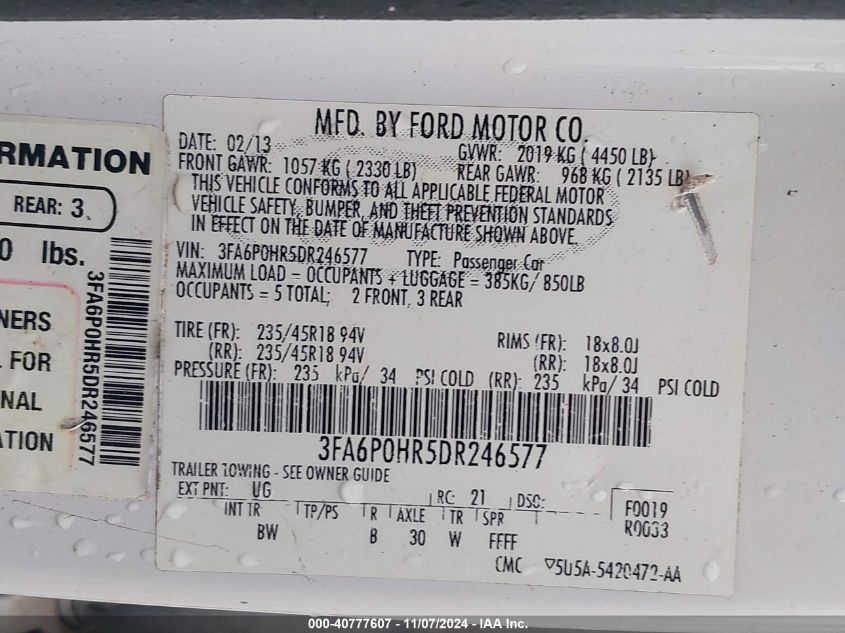 RMATION
REAR: 3
0 lbs.
NERS
FOR
NAL
ATION
3FA6P0HR5DR246577
MFD. BY FORD MOTOR CO.
DATE: 02/13 GVWR: 2019 KG ( 4450 LB)
FRONT GAWR: 1057 KG ( 2330 LB) REAR GAWR: 968 KG ( 2135 LB)
THIS VEHICLE CONFORMS TO ALL APPLICABLE FEDERAL MOTOR
VEHICLE SAFETY, BUMPER, AND THEFT PREVENTION STANDARDS
IN EFFECT ON THE DATE OF MANUFACTURE SHOWN ABOVE.
VIN: 3FA6P0HR5DR246577 TYPE: Passenger Car
MAXIMUM LOAD = OCCUPANTS + LUGGAGE = 385KG/ 850LB
OCCUPANTS = 5 TOTAL; 2 FRONT, 3 REAR
TIRE (FR): 235/45R18 94V RIMS (FR): 18x8.0J
(RR): 235/45R18 94V (RR): 18x8.0J
PRESSURE (FR): 235 kPa/ 34 PSI COLD (RR): 235 kPa/ 34 PSI COLD
3FA6P0HR5DR246577
TRAILER TOWING - SEE OWNER GUIDE
EXT PNT: UG RC: 21 DSO: F0019
INT TR TP/PS R AXLE TR SPR R0033
BW B 30 W FFFF
CMC ▽5U5A-5420472-AA
000-40777607 - 11/07/2024 - IAA Inc.